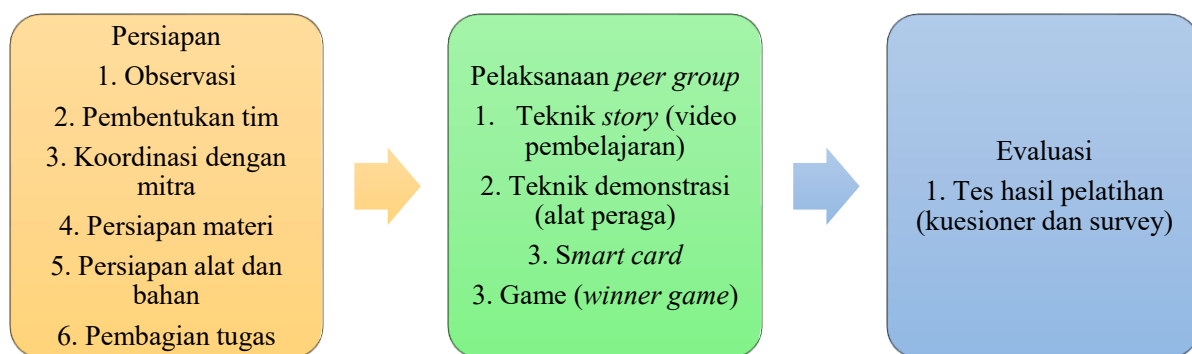 Persiapan
1. Observasi
2. Pembentukan tim
3. Koordinasi dengan
mitra
4. Persiapan materi
5. Persiapan alat dan
bahan
6. Pembagian tugas
Pelaksanaan peer group
1. Teknik story (video
pembelajaran)
2. Teknik demonstrasi
(alat peraga)
3. Smart card
3. Game (winner game)
Evaluasi
1. Tes hasil pelatihan
(kuesioner dan survey)